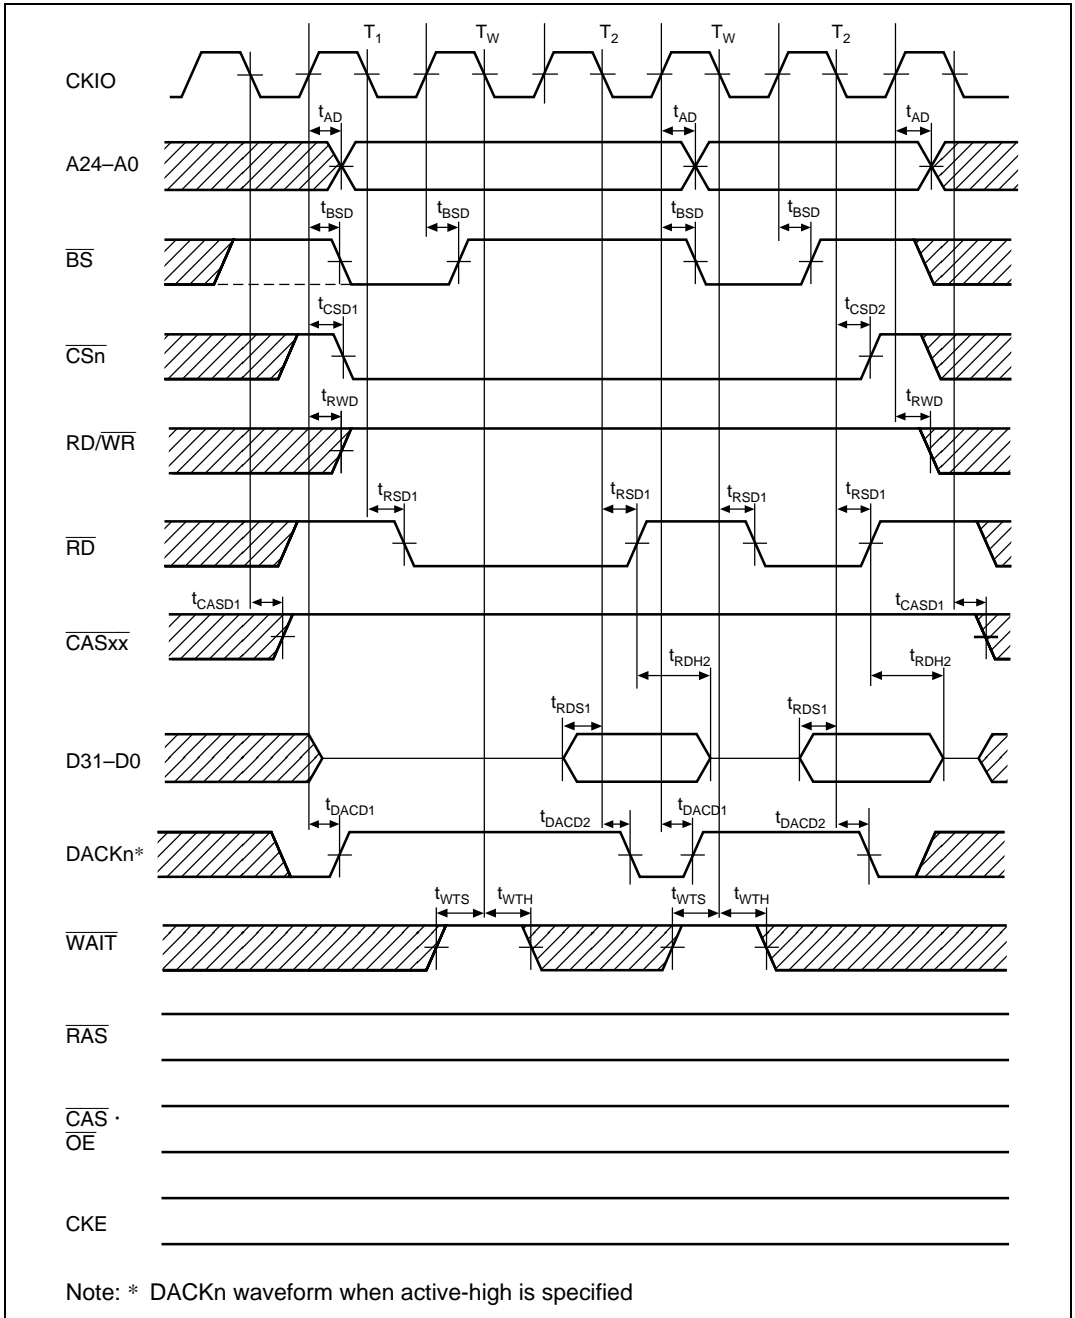 T1 TW T2 TW T2
CKIO
tAD tAD tAD
A24–A0
tBSD tBSD tBSD tBSD
BS
tCSD1 tCSD2
CSn
tRWD tRWD
RD/WR
tRSD1 tRSD1 tRSD1 tRSD1
RD
tCASD1 tCASD1
CASxx
tRDH2 tRDH2
tRDS1 tRDS1
D31–D0
tDACD1 tDACD2 tDACD1 tDACD2
DACKn*
tWTS tWTH tWTS tWTH
WAIT
RAS
CAS ·
OE
CKE
Note: * DACKn waveform when active-high is specified